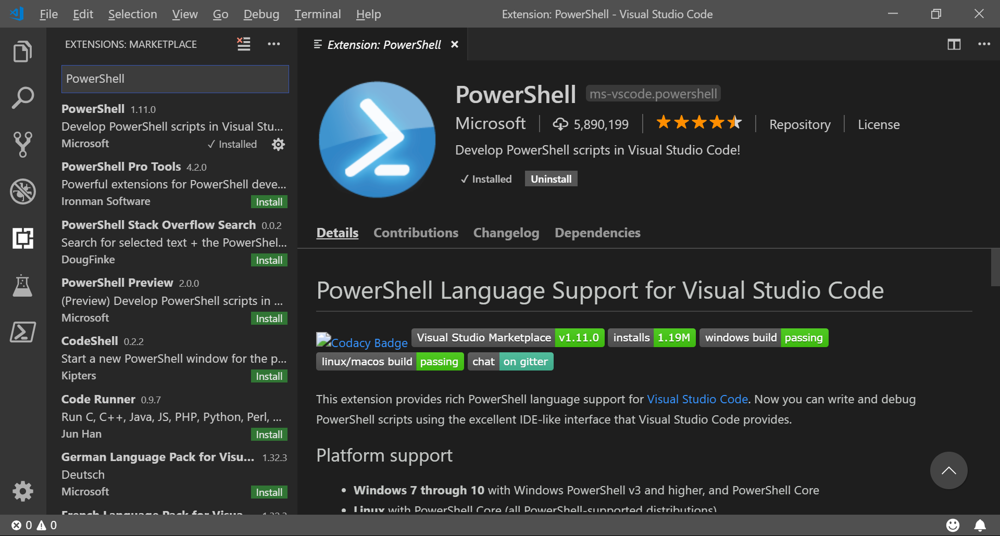 File Edit Selection View Go Debug Terminal Help
Extension: PowerShell - Visual Studio Code
EXTENSIONS: MARKETPLACE
PowerShell
PowerShell 1.11.0
Develop PowerShell scripts in Visual Stu...
Microsoft ✓ Installed
PowerShell Pro Tools 4.2.0
Powerful extensions for PowerShell deve...
Ironman Software Install
PowerShell Stack Overflow Search 0.0.2
Search for selected text + the PowerShel...
DougFinke Install
PowerShell Preview 2.0.0
(Preview) Develop PowerShell scripts in ...
Microsoft Install
CodeShell 0.2.2
Start a new PowerShell window for the p...
Kipters Install
Code Runner 0.9.7
Run C, C++, Java, JS, PHP, Python, Perl, ...
Jun Han Install
German Language Pack for Visu... 1.32.3
Deutsch
Microsoft Install
French Language Pack for Visua... 1.32.3
Extension: PowerShell
PowerShell ms-vscode.powershell
Microsoft 5,890,199 Repository License
Develop PowerShell scripts in Visual Studio Code!
✓ Installed Uninstall
Details Contributions Changelog Dependencies
PowerShell Language Support for Visual Studio Code
Codacy Badge Visual Studio Marketplace v1.11.0 installs 1.19M windows build passing
linux/macos build passing chat on gitter
This extension provides rich PowerShell language support for Visual Studio Code. Now you can write and debug
PowerShell scripts using the excellent IDE-like interface that Visual Studio Code provides.
Platform support
• Windows 7 through 10 with Windows PowerShell v3 and higher, and PowerShell Core
• Linux with PowerShell Core (all PowerShell-supported distributions)
0 0